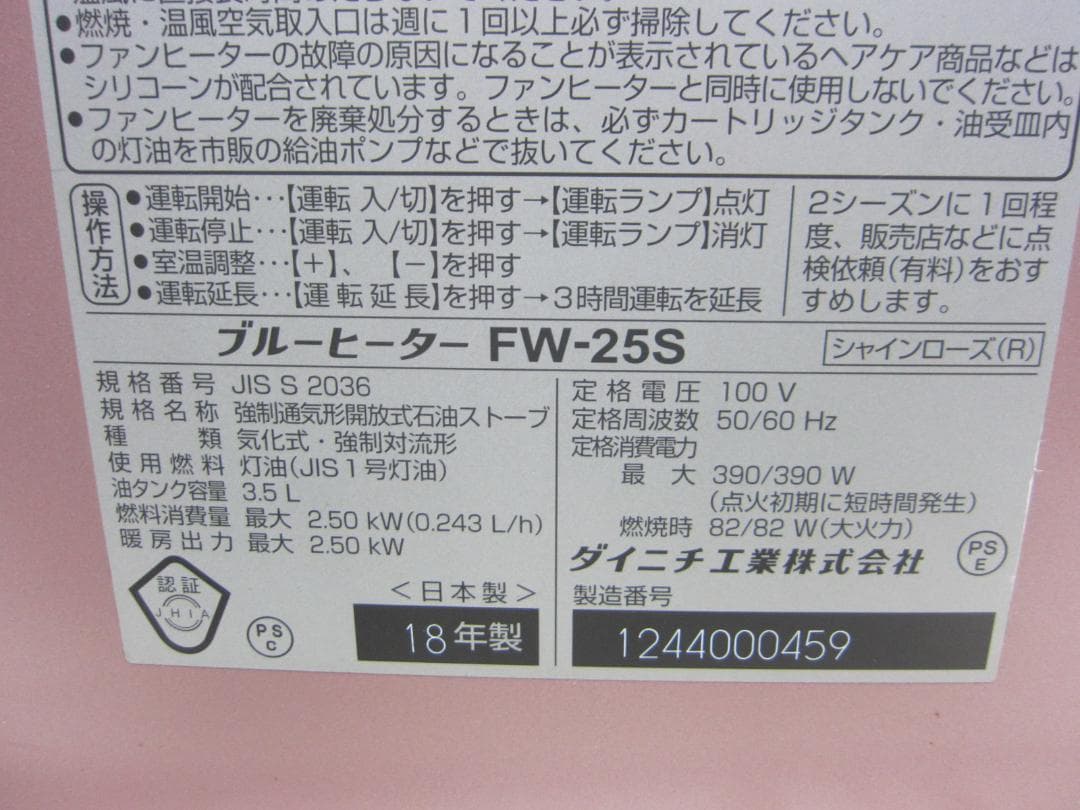 ●燃焼・温風空気取入口は週に1回以上必ず掃除してください。
●ファンヒーターの故障の原因になることが表示されているヘアケア商品などは
シリコーンが配合されています。ファンヒーターと同時に使用しないでください。
●ファンヒーターを廃棄処分するときは、必ずカートリッジタンク・油受皿内
の灯油を市販の給油ポンプなどで抜いてください。
操作方法
●運転開始…【運転 入/切】を押す→【運転ランプ】点灯
●運転停止…【運転 入/切】を押す→【運転ランプ】消灯
●室温調整…【+】、【-】を押す
●運転延長…【運転延長】を押す→3時間運転を延長
2シーズンに1回程
度、販売店などに点
検依頼(有料)をおす
すめします。
ブルーヒーター FW-25S
シャインローズ(R)
規格番号 JIS S 2036
規格名称 強制通気形開放式石油ストーブ
種類 気化式・強制対流形
使用燃料 灯油(JIS1号灯油)
油タンク容量 3.5 L
燃料消費量 最大 2.50 kW(0.243 L/h)
暖房出力 最大 2.50 kW
定格電圧 100 V
定格周波数 50/60 Hz
定格消費電力
最大 390/390 W
(点火初期に短時間発生)
燃焼時 82/82 W(大火力)
ダイニチ工業株式会社
PS
E
認証
JHIA
PS
C
<日本製>
18年製
製造番号
1244000459